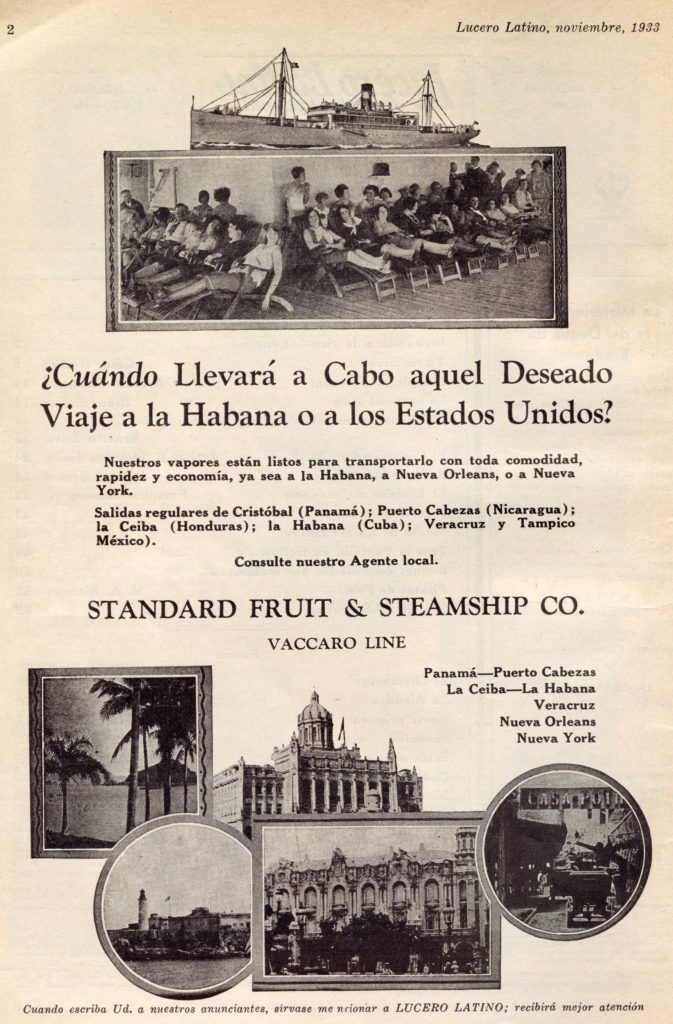 2
Lucero Latino, noviembre, 1933
¿Cuándo Llevará a Cabo aquel Deseado
Viaje a la Habana o a los Estados Unidos?
Nuestros vapores están listos para transportarlo con toda comodidad,
rapidez y economía, ya sea a la Habana, a Nueva Orleans, o a Nueva
York.
Salidas regulares de Cristóbal (Panamá); Puerto Cabezas (Nicaragua);
la Ceiba (Honduras); la Habana (Cuba); Veracruz y Tampico
México).
Consulte nuestro Agente local.
STANDARD FRUIT & STEAMSHIP CO.
VACCARO LINE
Panamá—Puerto Cabezas
La Ceiba—La Habana
Veracruz
Nueva Orleans
Nueva York
Cuando escriba Ud. a nuestros anunciantes, sírvase me ncionar a LUCERO LATINO; recibirá mejor atención